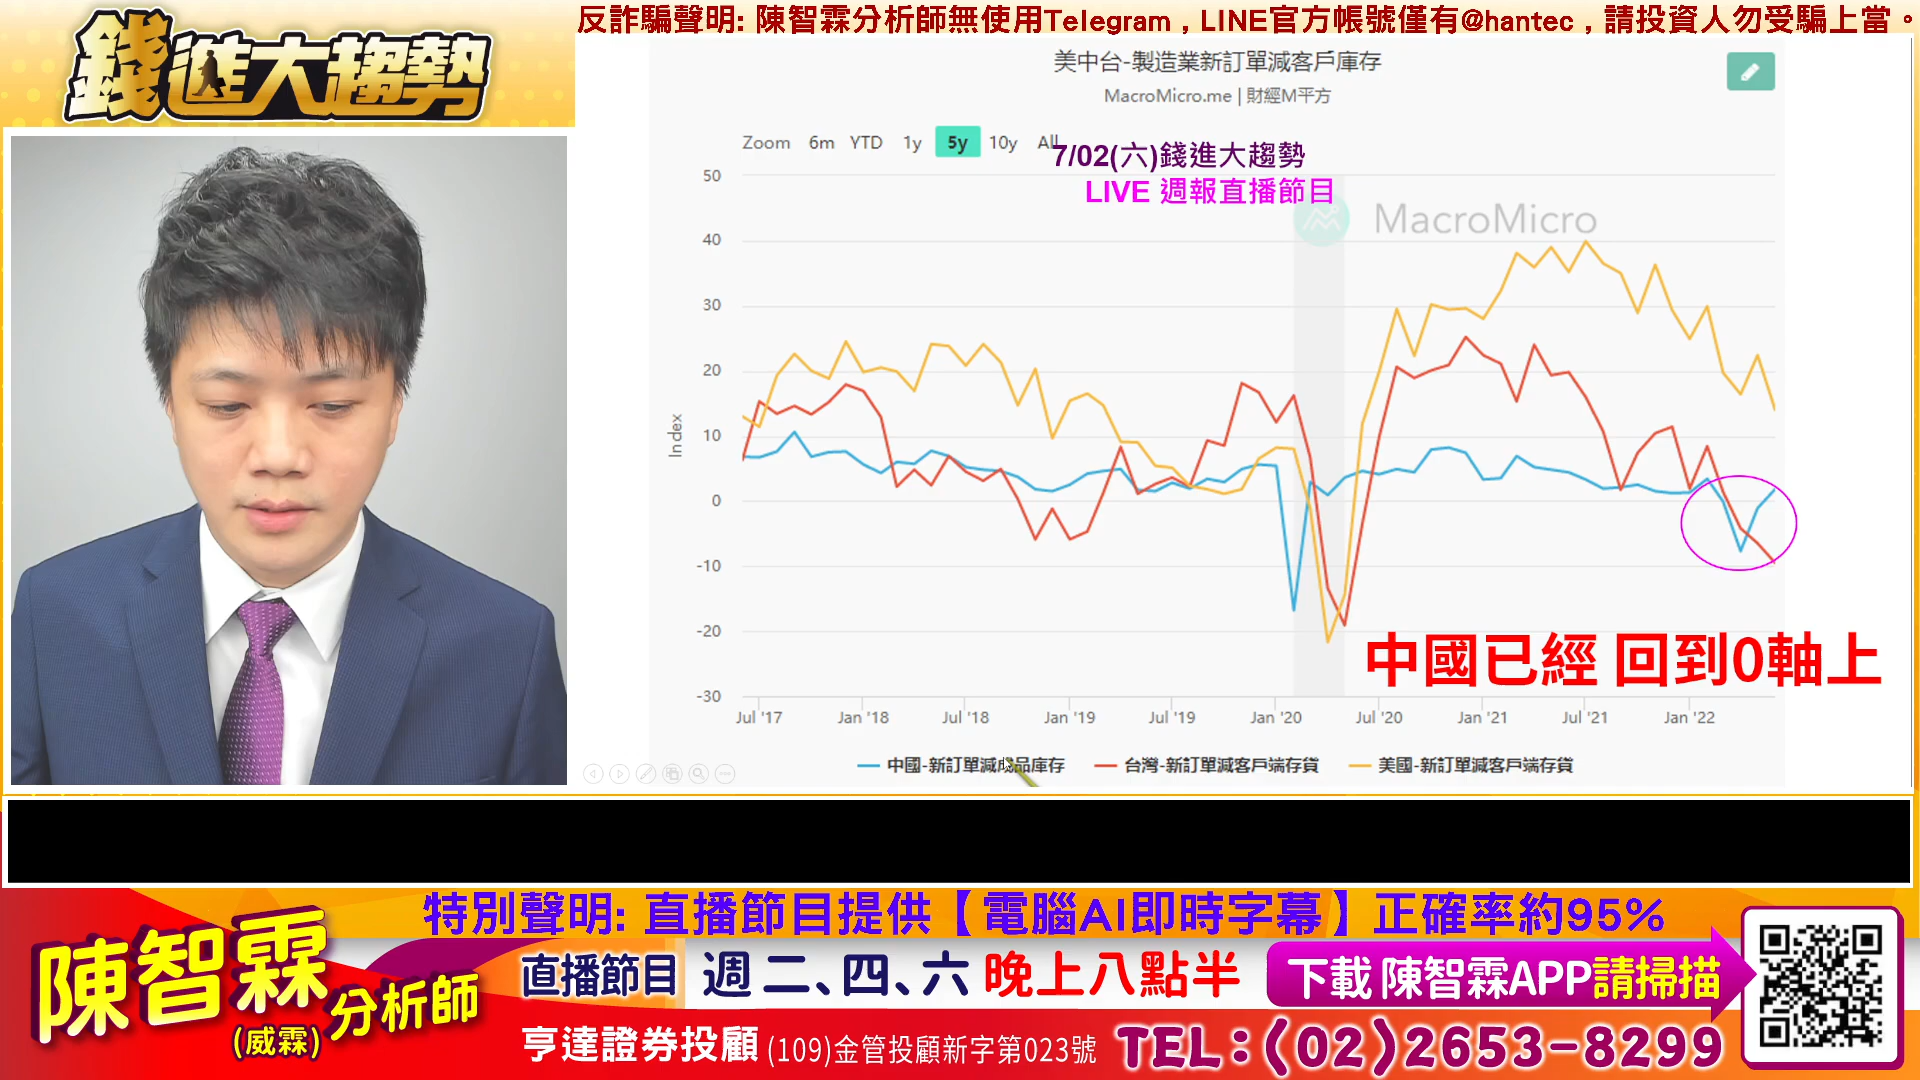 反詐騙聲明: 陳智霖分析師無使用Telegram , LINE官方帳號僅有@hantec , 請投資人勿受騙上當。
錢進大趨勢
美中台-製造業新訂單減客戶庫存
MacroMicro.me | 財經M平方
Zoom 6m YTD 1y 5y 10y All
7/02(六)錢進大趨勢
LIVE 週報直播節目
MacroMicro
50
40
30
20
10
0
-10
-20
-30
Index
中國已經 回到0軸上
Jul '17 Jan '18 Jul '18 Jan '19 Jul '19 Jan '20 Jul '20 Jan '21 Jul '21 Jan '22
中國-新訂單減成品庫存 台灣-新訂單減客戶端存貨 美國-新訂單減客戶端存貨
特別聲明: 直播節目提供【電腦AI即時字幕】正確率約95%
陳智霖分析師
(威霖)
直播節目 週二、四、六 晚上八點半
下載 陳智霖APP請掃描
亨達證券投顧 (109)金管投顧新字第023號 TEL:(02)2653-8299